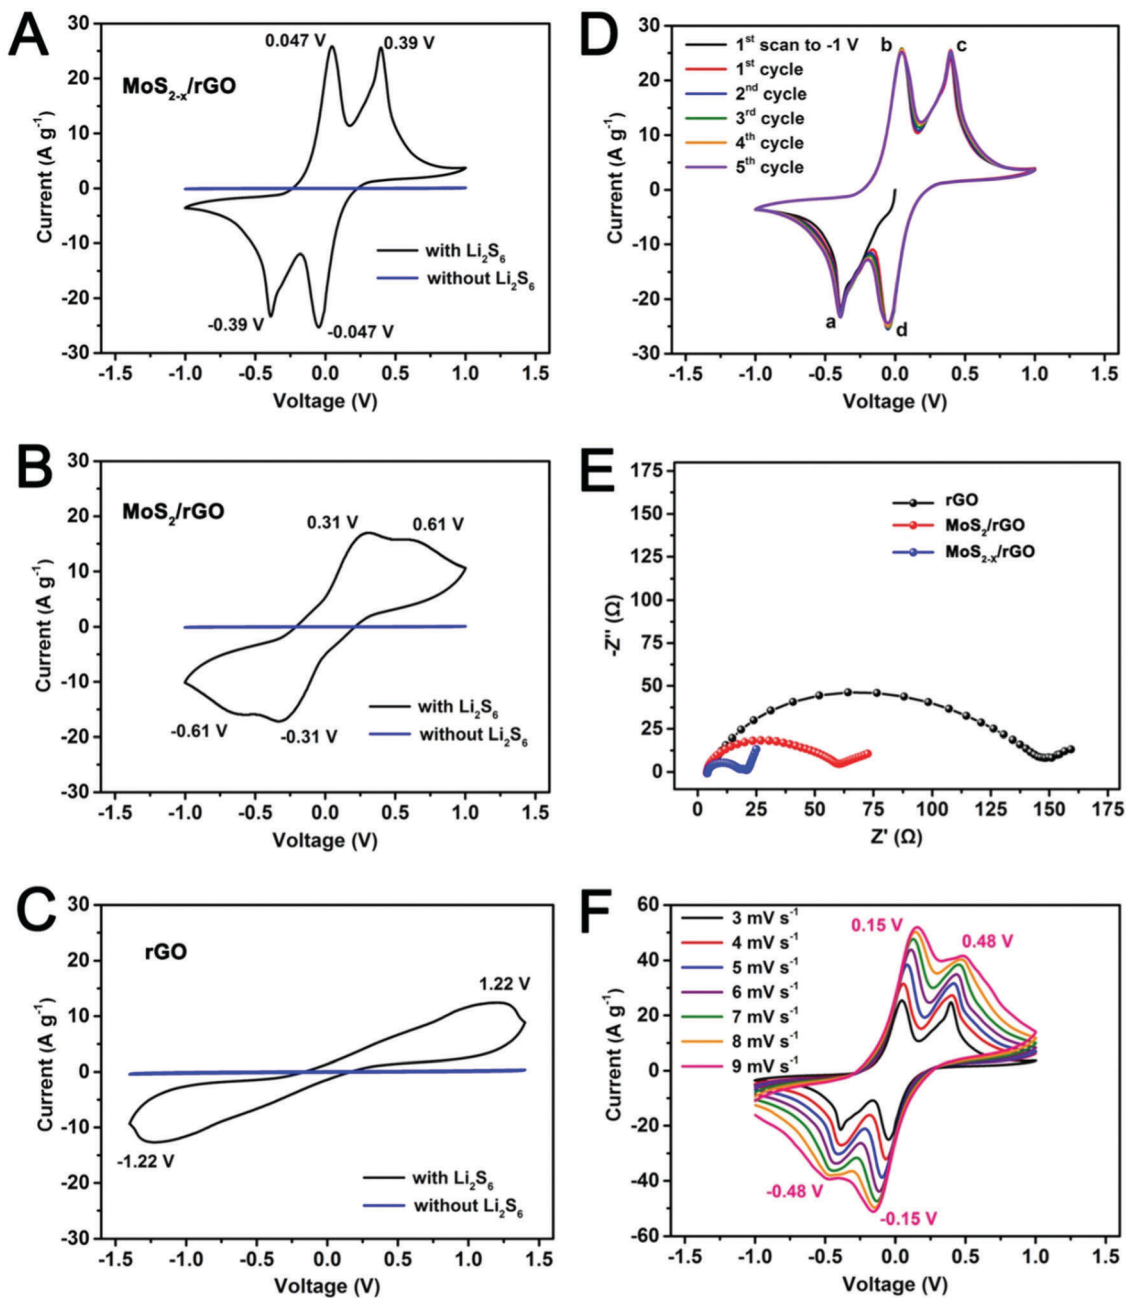 A
30
20
10
0
-10
-20
-30
Current (A g⁻¹)
MoS₂₋ₓ/rGO
0.047 V
0.39 V
-0.39 V
-0.047 V
with Li₂S₆
without Li₂S₆
-1.5 -1.0 -0.5 0.0 0.5 1.0 1.5
Voltage (V)
D
30
20
10
0
-10
-20
-30
Current (A g⁻¹)
1ˢᵗ scan to -1 V
1ˢᵗ cycle
2ⁿᵈ cycle
3ʳᵈ cycle
4ᵗʰ cycle
5ᵗʰ cycle
b
c
a
d
-1.5 -1.0 -0.5 0.0 0.5 1.0 1.5
Voltage (V)
B
30
20
10
0
-10
-20
-30
Current (A g⁻¹)
MoS₂/rGO
0.31 V
0.61 V
-0.61 V
-0.31 V
with Li₂S₆
without Li₂S₆
-1.5 -1.0 -0.5 0.0 0.5 1.0 1.5
Voltage (V)
E
175
150
125
100
75
50
25
0
-Z'' (Ω)
rGO
MoS₂/rGO
MoS₂₋ₓ/rGO
0 25 50 75 100 125 150 175
Z' (Ω)
C
30
20
10
0
-10
-20
-30
Current (A g⁻¹)
rGO
1.22 V
-1.22 V
with Li₂S₆
without Li₂S₆
-1.5 -1.0 -0.5 0.0 0.5 1.0 1.5
Voltage (V)
F
60
40
20
0
-20
-40
-60
Current (A g⁻¹)
3 mV s⁻¹
4 mV s⁻¹
5 mV s⁻¹
6 mV s⁻¹
7 mV s⁻¹
8 mV s⁻¹
9 mV s⁻¹
0.15 V
0.48 V
-0.48 V
-0.15 V
-1.5 -1.0 -0.5 0.0 0.5 1.0 1.5
Voltage (V)